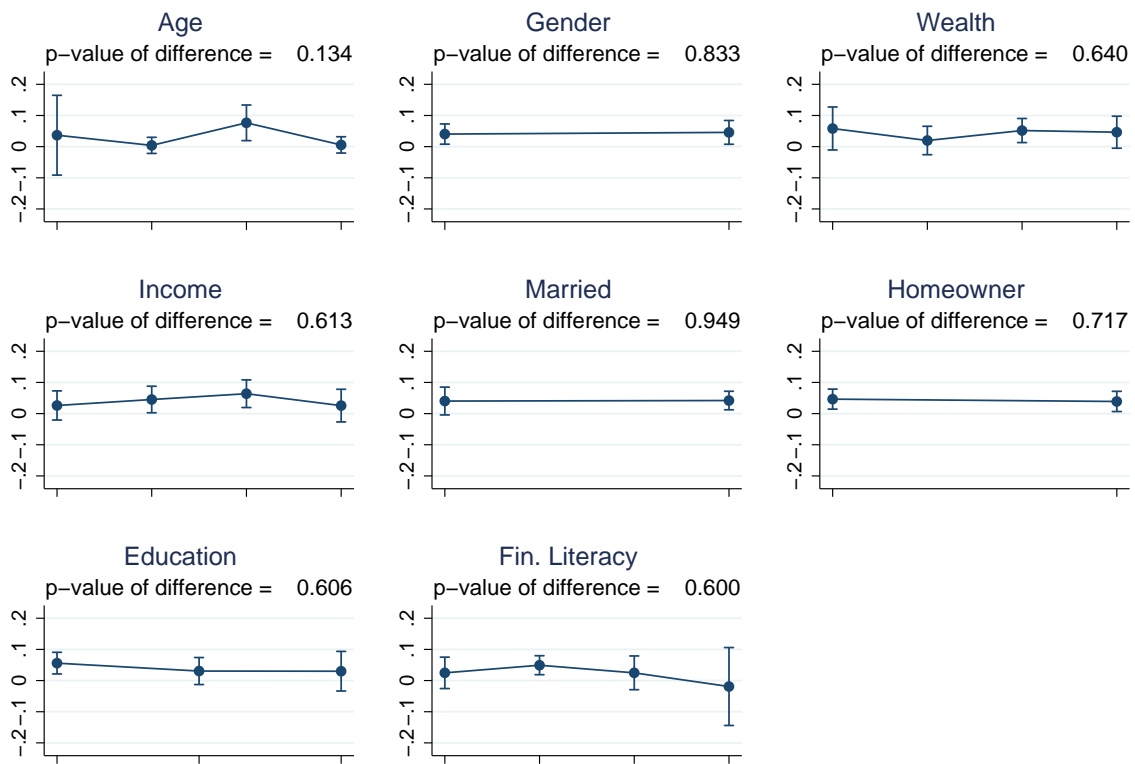 Age
p−value of difference = 0.134
.2
.1
0
−.1
−.2
Gender
p−value of difference = 0.833
.2
.1
0
−.1
−.2
Wealth
p−value of difference = 0.640
.2
.1
0
−.1
−.2
Income
p−value of difference = 0.613
.2
.1
0
−.1
−.2
Married
p−value of difference = 0.949
.2
.1
0
−.1
−.2
Homeowner
p−value of difference = 0.717
.2
.1
0
−.1
−.2
Education
p−value of difference = 0.606
.2
.1
0
−.1
−.2
Fin. Literacy
p−value of difference = 0.600
.2
.1
0
−.1
−.2